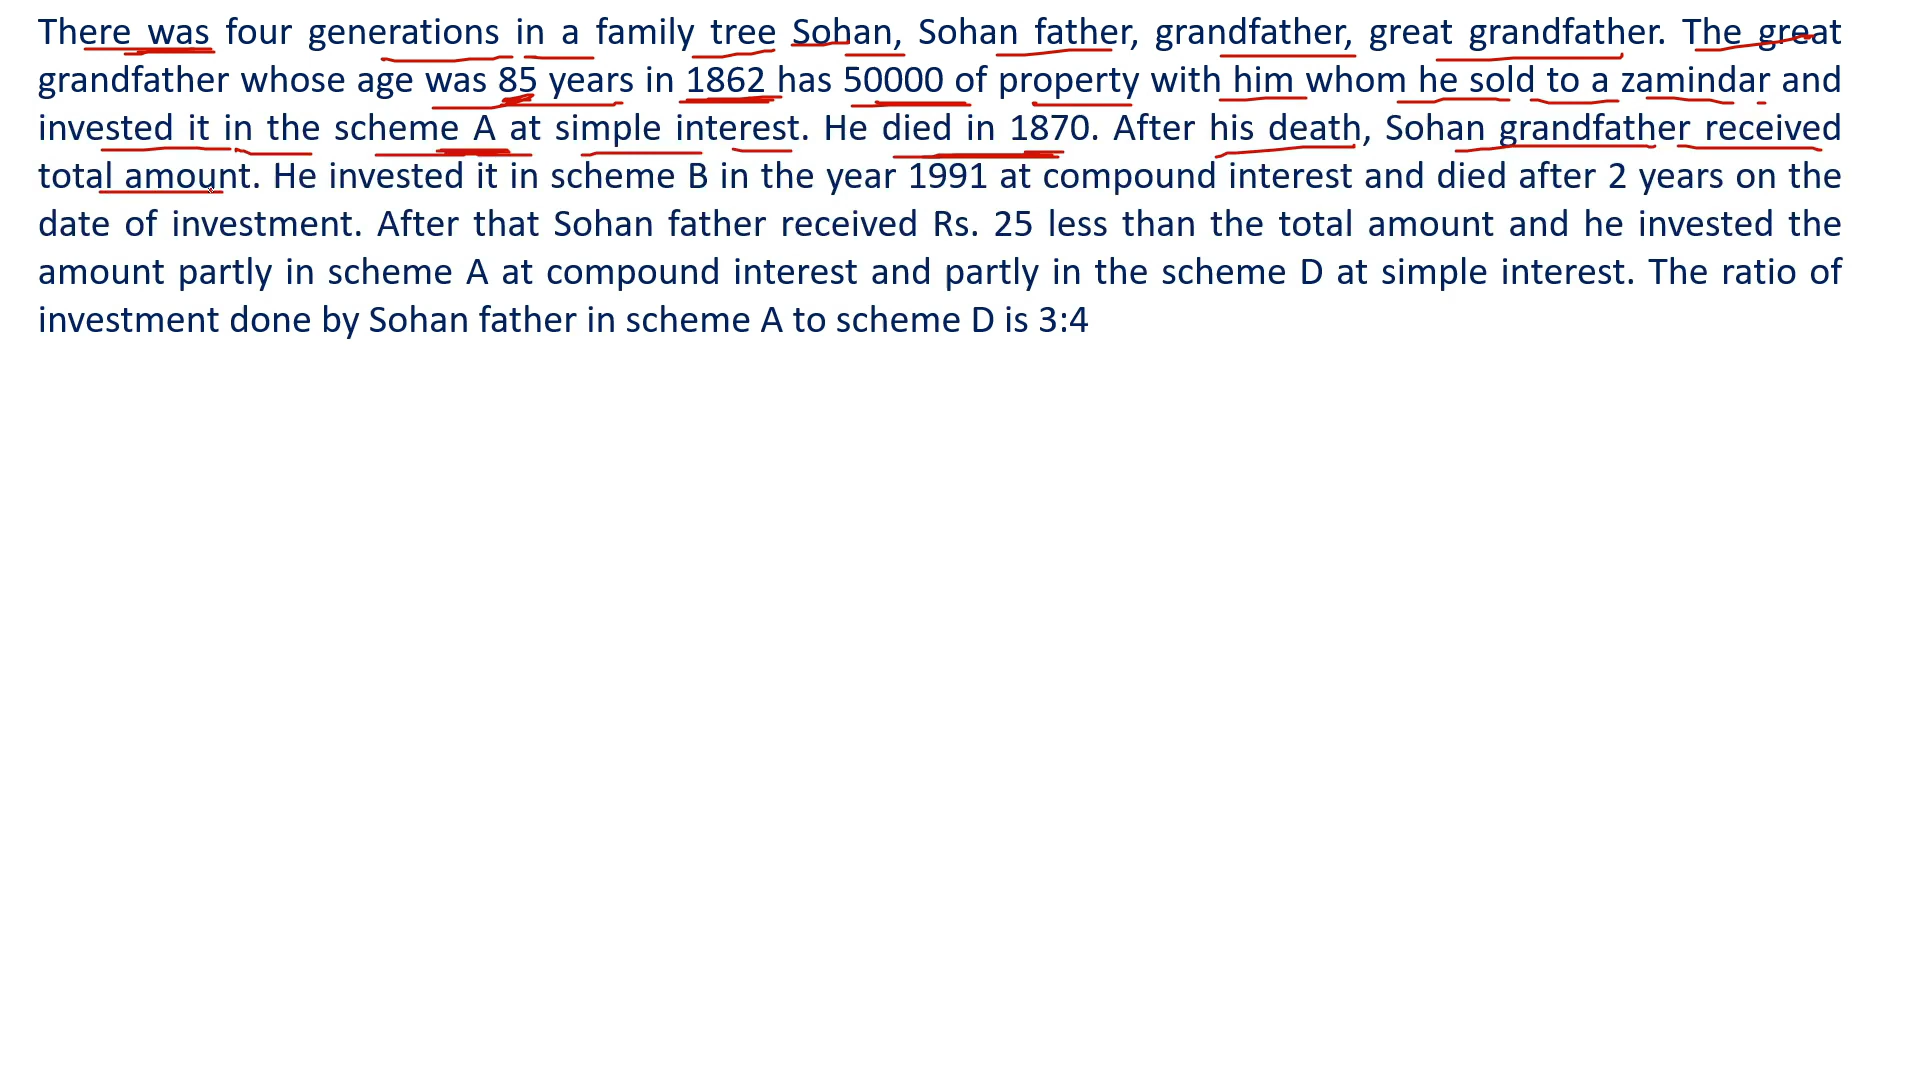 There was four generations in a family tree Sohan, Sohan father, grandfather, great grandfather. The great
grandfather whose age was 85 years in 1862 has 50000 of property with him whom he sold to a zamindar and
invested it in the scheme A at simple interest. He died in 1870. After his death, Sohan grandfather received
total amount. He invested it in scheme B in the year 1991 at compound interest and died after 2 years on the
date of investment. After that Sohan father received Rs. 25 less than the total amount and he invested the
amount partly in scheme A at compound interest and partly in the scheme D at simple interest. The ratio of
investment done by Sohan father in scheme A to scheme D is 3:4